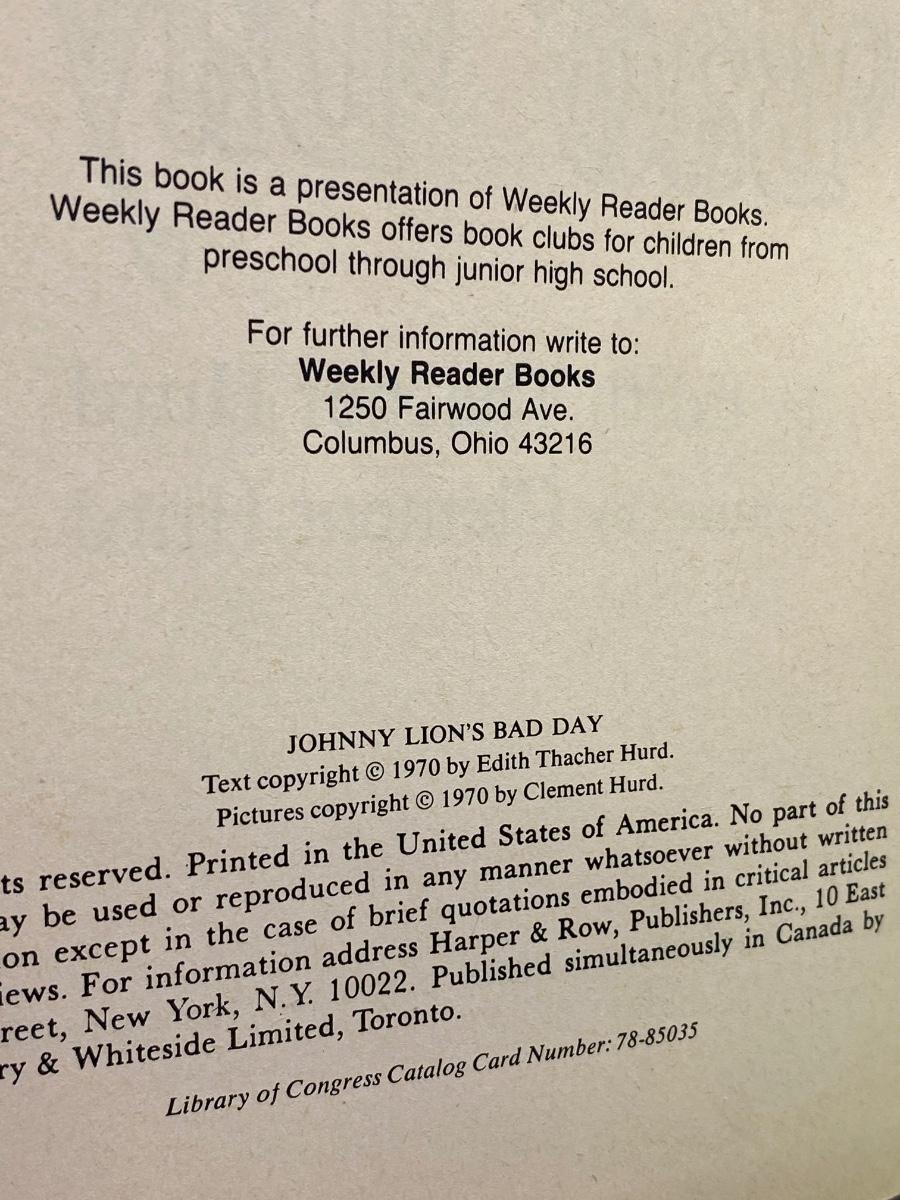 This book is a presentation of Weekly Reader Books.
Weekly Reader Books offers book clubs for children from
preschool through junior high school.
For further information write to:
Weekly Reader Books
1250 Fairwood Ave.
Columbus, Ohio 43216
JOHNNY LION'S BAD DAY
Text copyright © 1970 by Edith Thacher Hurd.
Pictures copyright © 1970 by Clement Hurd.
ts reserved. Printed in the United States of America. No part of this
ay be used or reproduced in any manner whatsoever without written
on except in the case of brief quotations embodied in critical articles
iews. For information address Harper & Row, Publishers, Inc., 10 East
reet, New York, N.Y. 10022. Published simultaneously in Canada by
ry & Whiteside Limited, Toronto.
Library of Congress Catalog Card Number: 78-85035